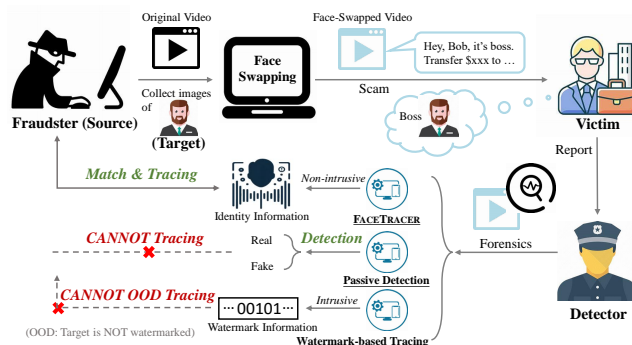 Original Video
Face-Swapped Video
Hey, Bob, it's boss.
Transfer $xxx to ...
Face
Swapping
Scam
Collect images
of
(Target)
Boss
Fraudster (Source)
Victim
Report
Match & Tracing
Non-intrusive
Identity Information
FACETRACER
CANNOT Tracing
Real
Fake
Detection
Passive Detection
Forensics
Detector
CANNOT OOD Tracing
···00101···
Intrusive
Watermark Information
Watermark-based Tracing
(OOD: Target is NOT watermarked)